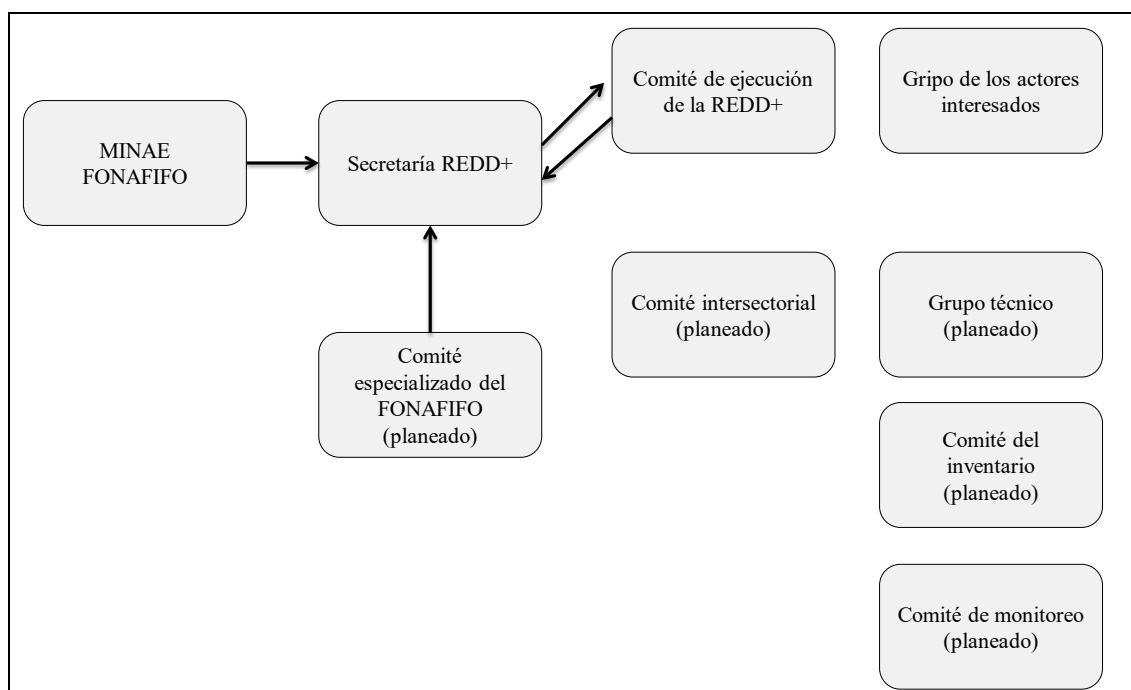 MINAE
FONAFIFO
Secretaría REDD+
Comité de ejecución
de la REDD+
Gripo de los actores
interesados
Comité
especializado del
FONAFIFO
(planeado)
Comité intersectorial
(planeado)
Grupo técnico
(planeado)
Comité del
inventario
(planeado)
Comité de monitoreo
(planeado)